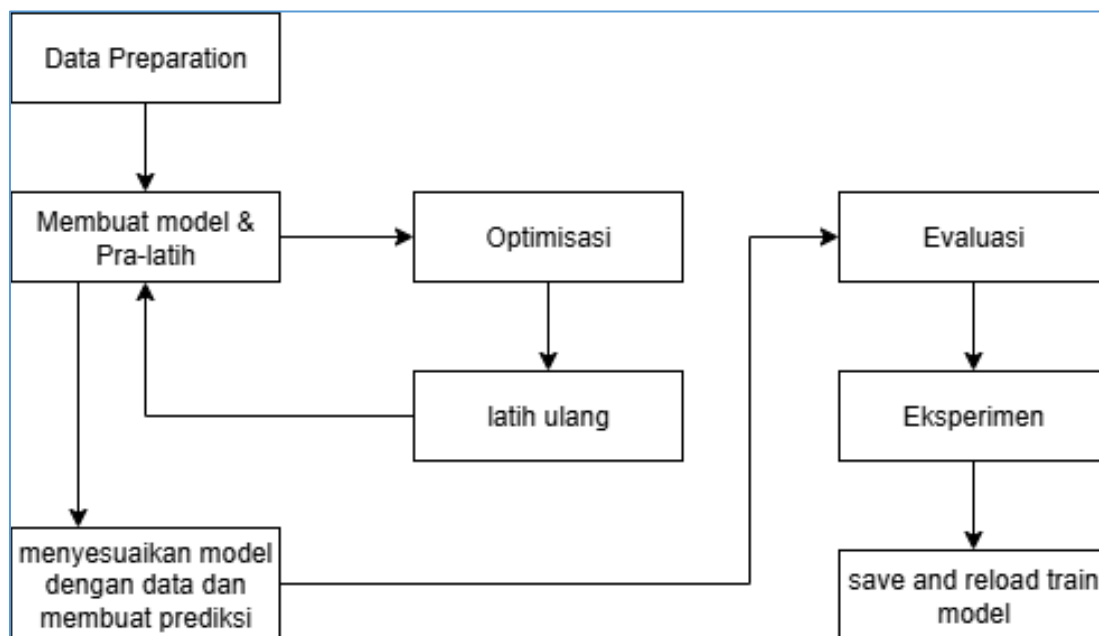 Data Preparation
Membuat model &
Pra-latih
Optimisasi
Evaluasi
latih ulang
Eksperimen
menyesuaikan model
dengan data dan
membuat prediksi
save and reload train
model